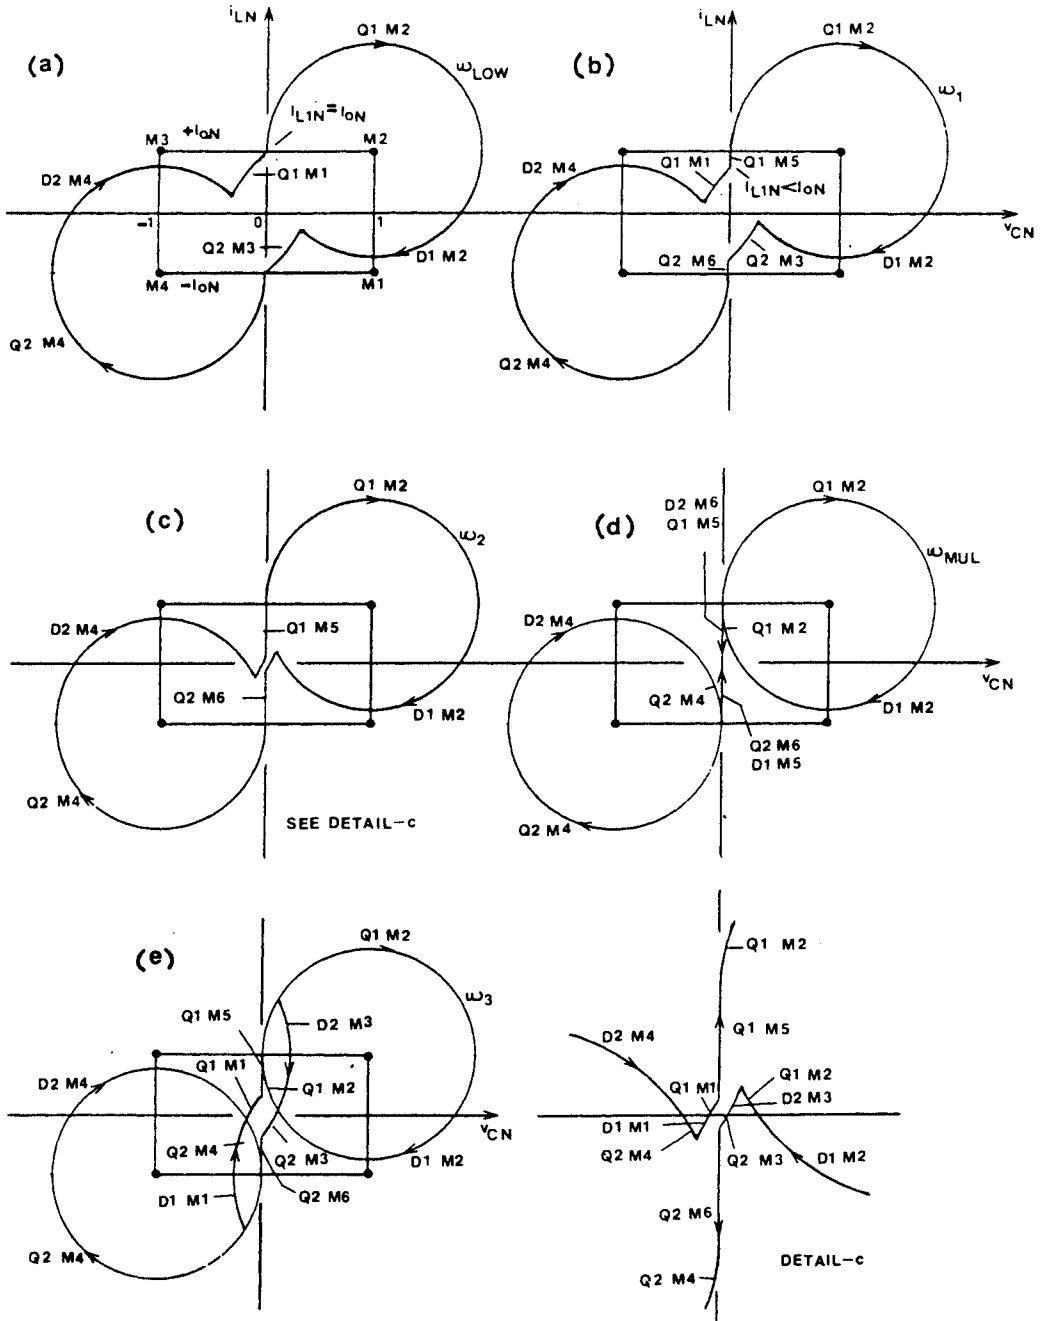 (a)
iLN
Q1 M2
ωLOW
M3 +IoN
IL1N=IoN
M2
Q1 M1
D2 M4
-1
0
1
Q2 M3
D1 M2
M4 -IoN
M1
Q2 M4
(b)
iLN
Q1 M2
ω1
Q1 M1
Q1 M5
IL1N<IoN
D2 M4
vCN
Q2 M6
Q2 M3
D1 M2
Q2 M4
(c)
Q1 M2
ω2
D2 M4
Q1 M5
Q2 M6
D1 M2
Q2 M4
SEE DETAIL-c
(d)
D2 M6
Q1 M5
Q1 M2
ωMUL
D2 M4
Q1 M2
vCN
Q2 M4
D1 M2
Q2 M6
D1 M5
Q2 M4
(e)
Q1 M2
ω3
Q1 M5
D2 M3
Q1 M1
D2 M4
Q1 M2
vCN
Q2 M4
Q2 M3
D1 M2
D1 M1
Q2 M6
Q2 M4
Q1 M2
D2 M4
Q1 M5
Q1 M1
Q1 M2
D2 M3
D1 M1
Q2 M4
Q2 M3
D1 M2
Q2 M6
Q2 M4
DETAIL-c